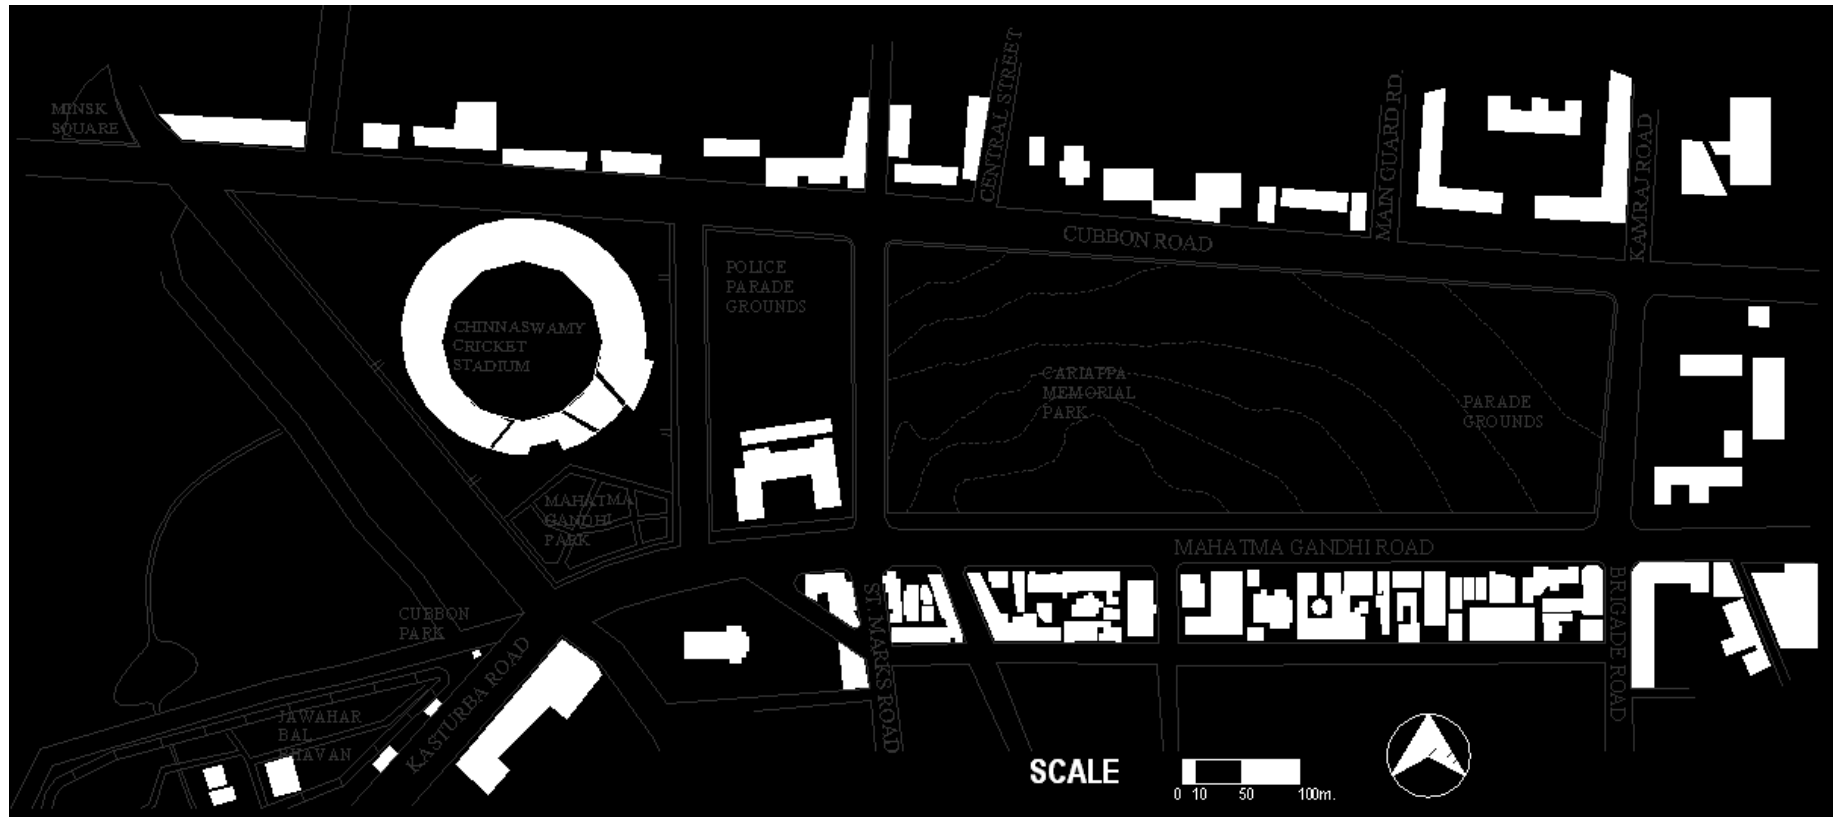 MINSK
SQUARE
CENTRAL STREET
MAIN GUARD RD.
KAMRAJ ROAD
CUBBON ROAD
POLICE
PARADE
GROUNDS
CHINNASWAMY
CRICKET
STADIUM
CARIAPPA
MEMORIAL
PARK
PARADE
GROUNDS
MAHATMA
GANDHI
PARK
MAHATMA GANDHI ROAD
CUBBON
PARK
ST. MARKS ROAD
BRIGADE ROAD
KASTURBA ROAD
JAWAHAR
BAL
BHAVAN
SCALE
0 10 50 100m.